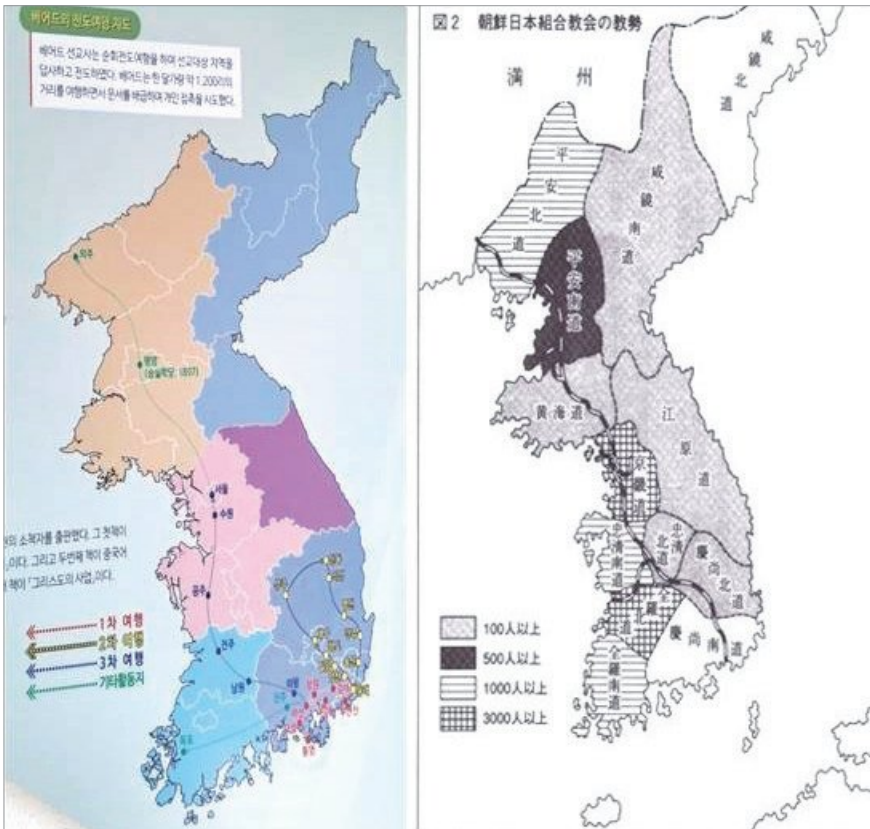 베어드의 전도여행 지도
베어드 선교사는 순회전도여행을 하며 선교대상 지역을
답사하고 전도하였다. 베어드는 한 달가량 약 1,200리의
거리를 여행하면서 문서를 배급하며 개인 접촉을 시도했다.
의주
평양
(숭실학당, 1897)
서울
수원
소책자를 출판했다. 그 첫책이
이다. 그리고 두번째 책이 중국어
책이 「그리스도의 사업」이다.
공주
1차 여행
2차 여행
3차 여행
기타활동지
전주
남원
図2 朝鮮日本組合教会の教勢
満州
咸鏡北道
平安北道
咸鏡南道
平安南道
黄海道
江原道
京畿道
忠清南道
忠清北道
慶尚北道
全羅北道
慶尚南道
全羅南道
100人以上
500人以上
1000人以上
3000人以上